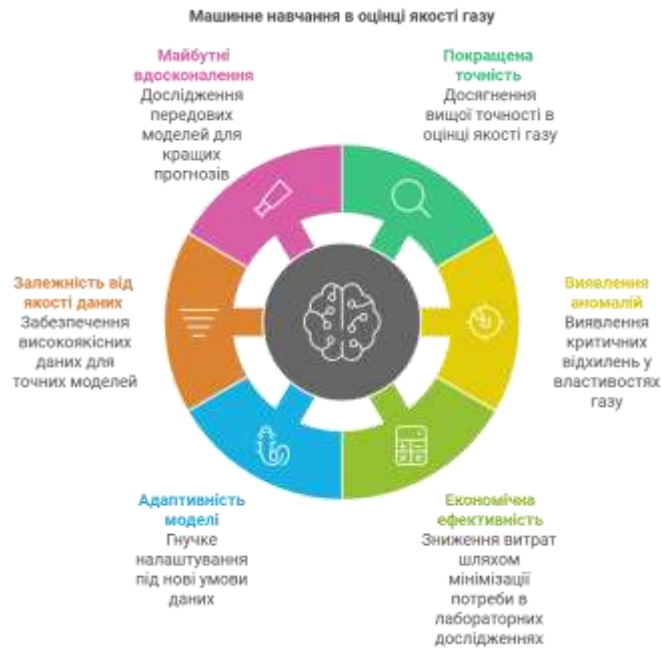 Машинне навчання в оцінці якості газу
Майбутні
вдосконалення
Дослідження
передових
моделей для
кращих
прогнозів
Покращена
точність
Досягнення
вищої точності в
оцінці якості газу
Залежність від
якості даних
Забезпечення
високоякісних
даних для
точних моделей
Виявлення
аномалій
Виявлення
критичних
відхилень у
властивостях
газу
Адаптивність
моделі
Гнучке
налаштування
під нові умови
даних
Економічна
ефективність
Зниження витрат
шляхом
мінімізації
потреби в
лабораторних
дослідженнях